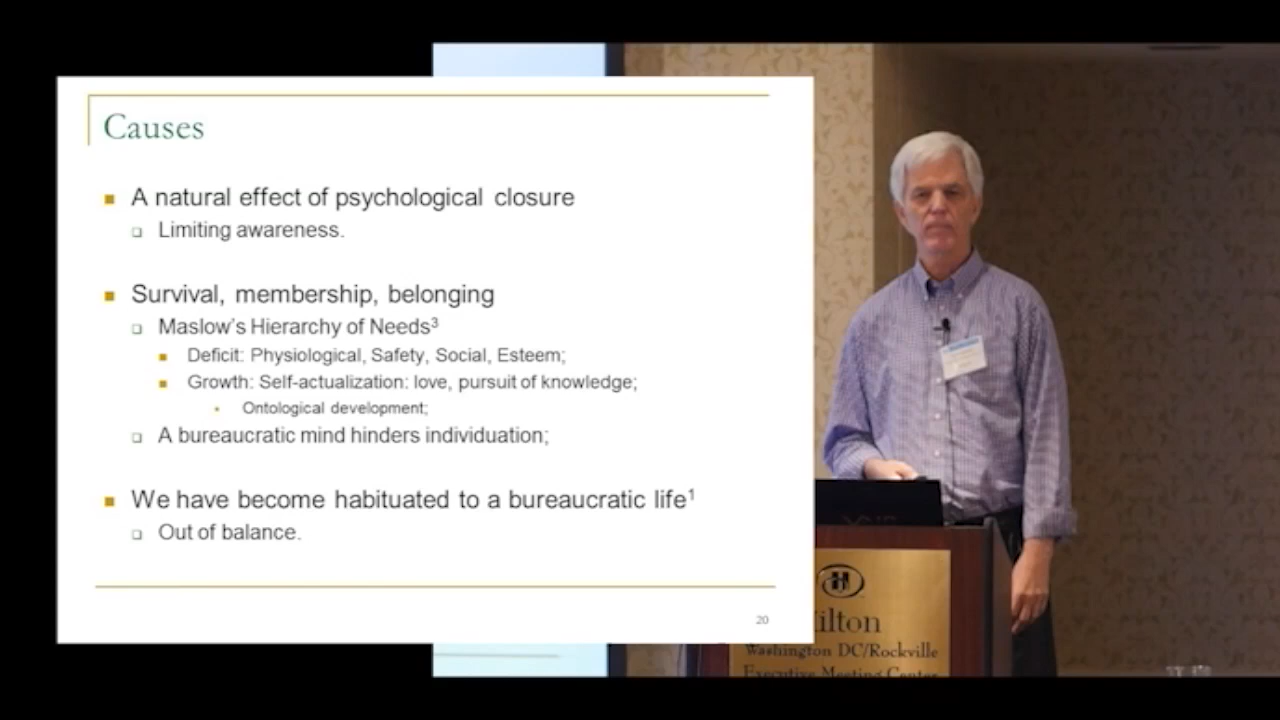 Causes
A natural effect of psychological closure
Limiting awareness.
Survival, membership, belonging
Maslow's Hierarchy of Needs3
Deficit: Physiological, Safety, Social, Esteem;
Growth: Self-actualization: love, pursuit of knowledge;
Ontological development;
A bureaucratic mind hinders individuation;
We have become habituated to a bureaucratic life1
Out of balance.
20
ilton
Washington DC/Rockville
Executive Meeting Center